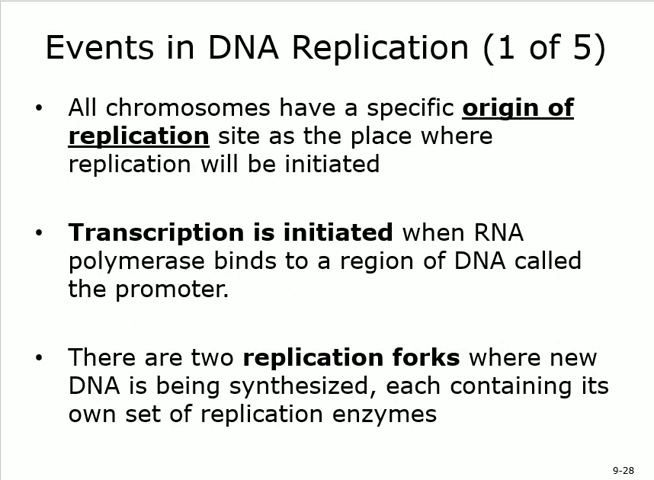 Events in DNA Replication (1 of 5)
• All chromosomes have a specific origin of
replication site as the place where
replication will be initiated
• Transcription is initiated when RNA
polymerase binds to a region of DNA called
the promoter.
• There are two replication forks where new
DNA is being synthesized, each containing its
own set of replication enzymes
9-28